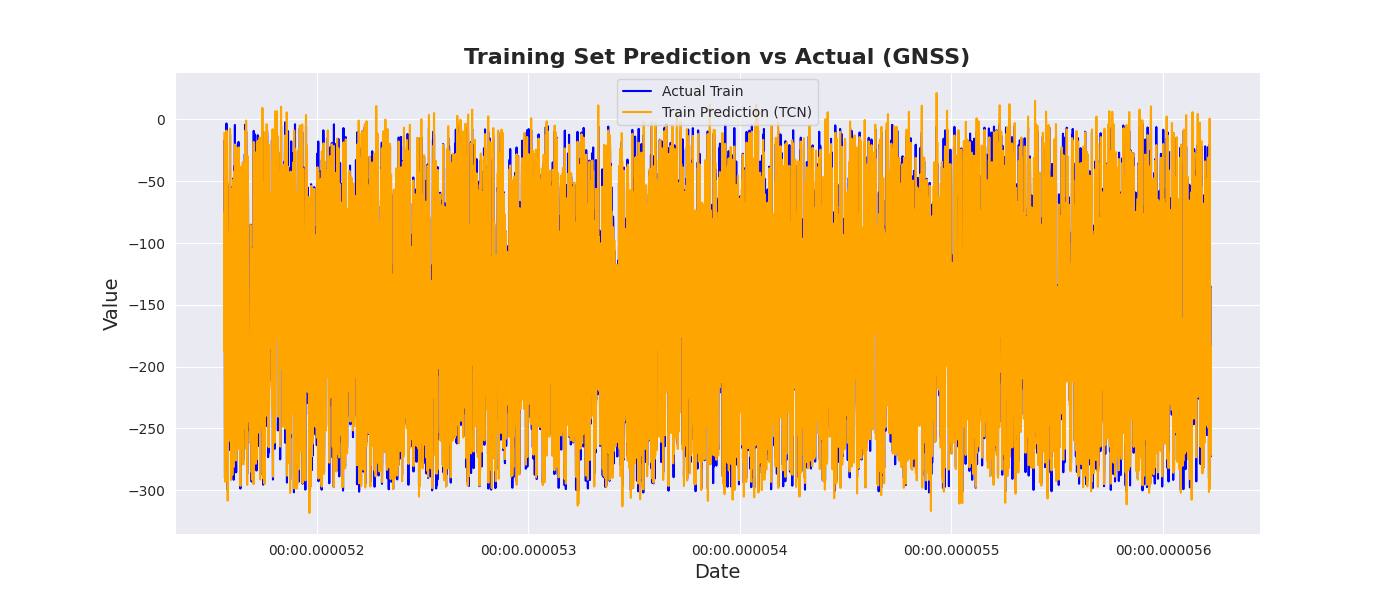 Training Set Prediction vs Actual (GNSS)
Actual Train
Train Prediction (TCN)
Value
0
−50
−100
−150
−200
−250
−300
00:00.000052
00:00.000053
00:00.000054
00:00.000055
00:00.000056
Date